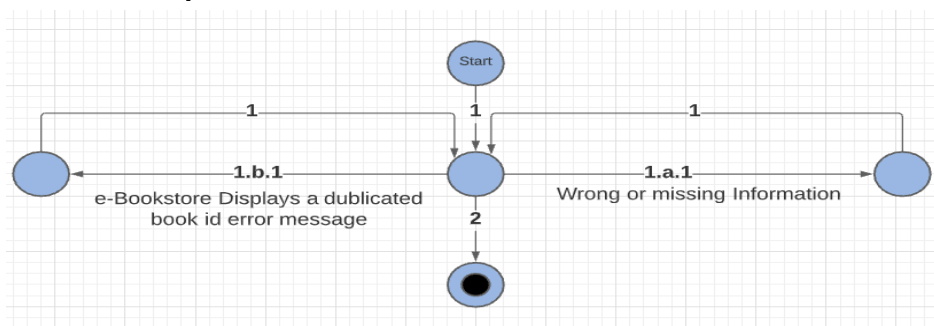 Start
1
1
1
1.b.1
1.a.1
e-Bookstore Displays a dublicated
book id error message
Wrong or missing Information
2